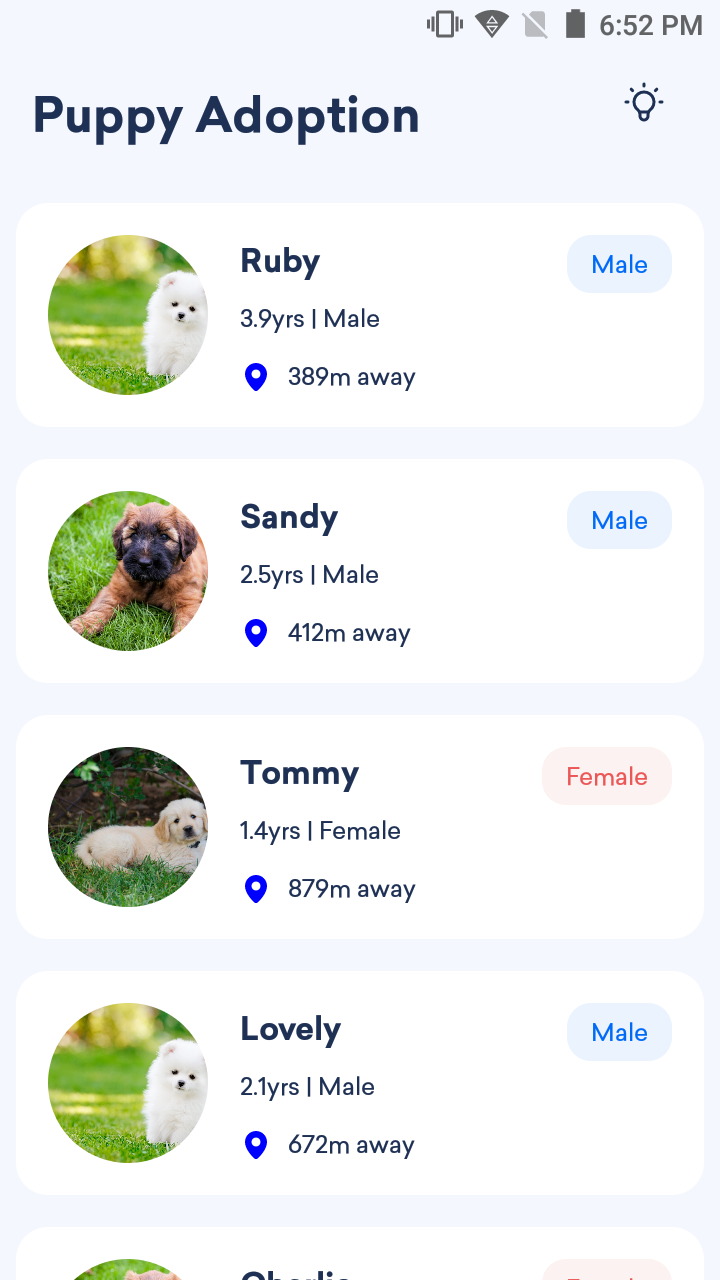 6:52 PM
Puppy Adoption
Ruby
Male
3.9yrs | Male
389m away
Sandy
Male
2.5yrs | Male
412m away
Tommy
Female
1.4yrs | Female
879m away
Lovely
Male
2.1yrs | Male
672m away